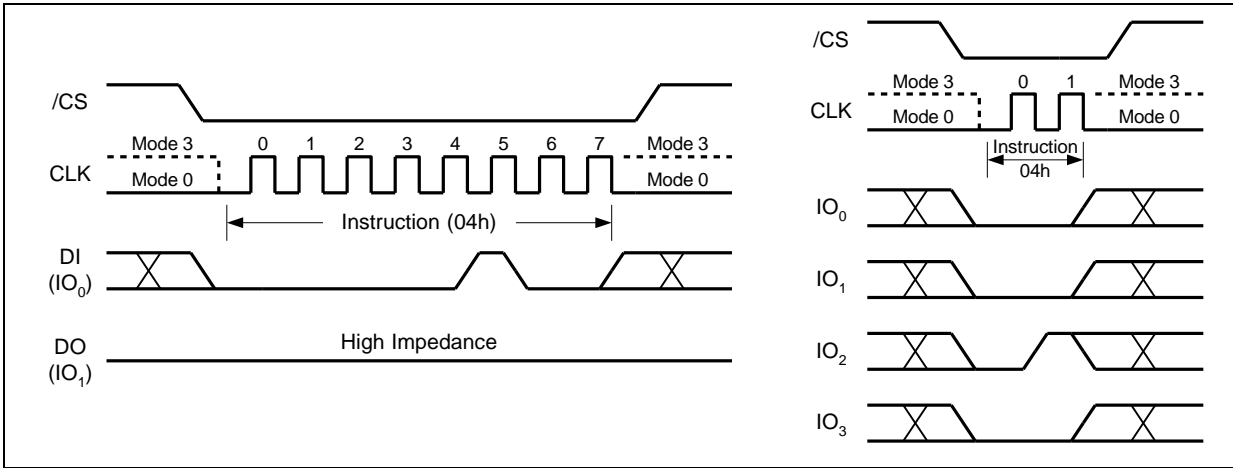 /CS
Mode 3 0 1 2 3 4 5 6 7 Mode 3
CLK
Mode 0 Mode 0
Instruction (04h)
DI
(IO0)
High Impedance
DO
(IO1)
/CS
Mode 3 0 1 Mode 3
CLK
Mode 0 Mode 0
Instruction
04h
IO0
IO1
IO2
IO3